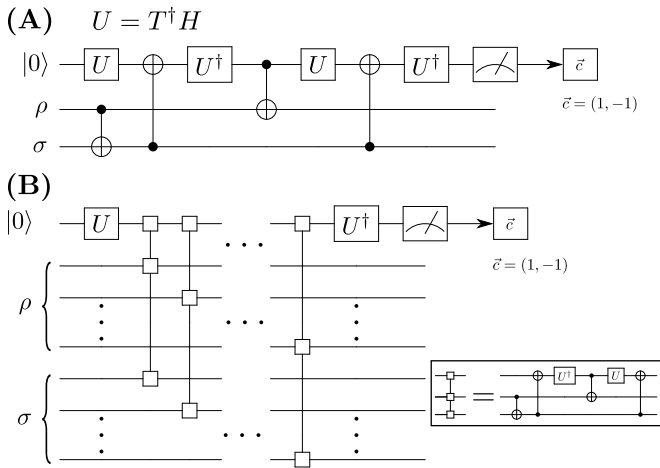 (A) U = T†H
|0⟩ U U† U U† c⃗
ρ c⃗ = (1, −1)
σ
(B)
|0⟩ U ... U† c⃗
c⃗ = (1, −1)
ρ ...
U† U
=
σ ...